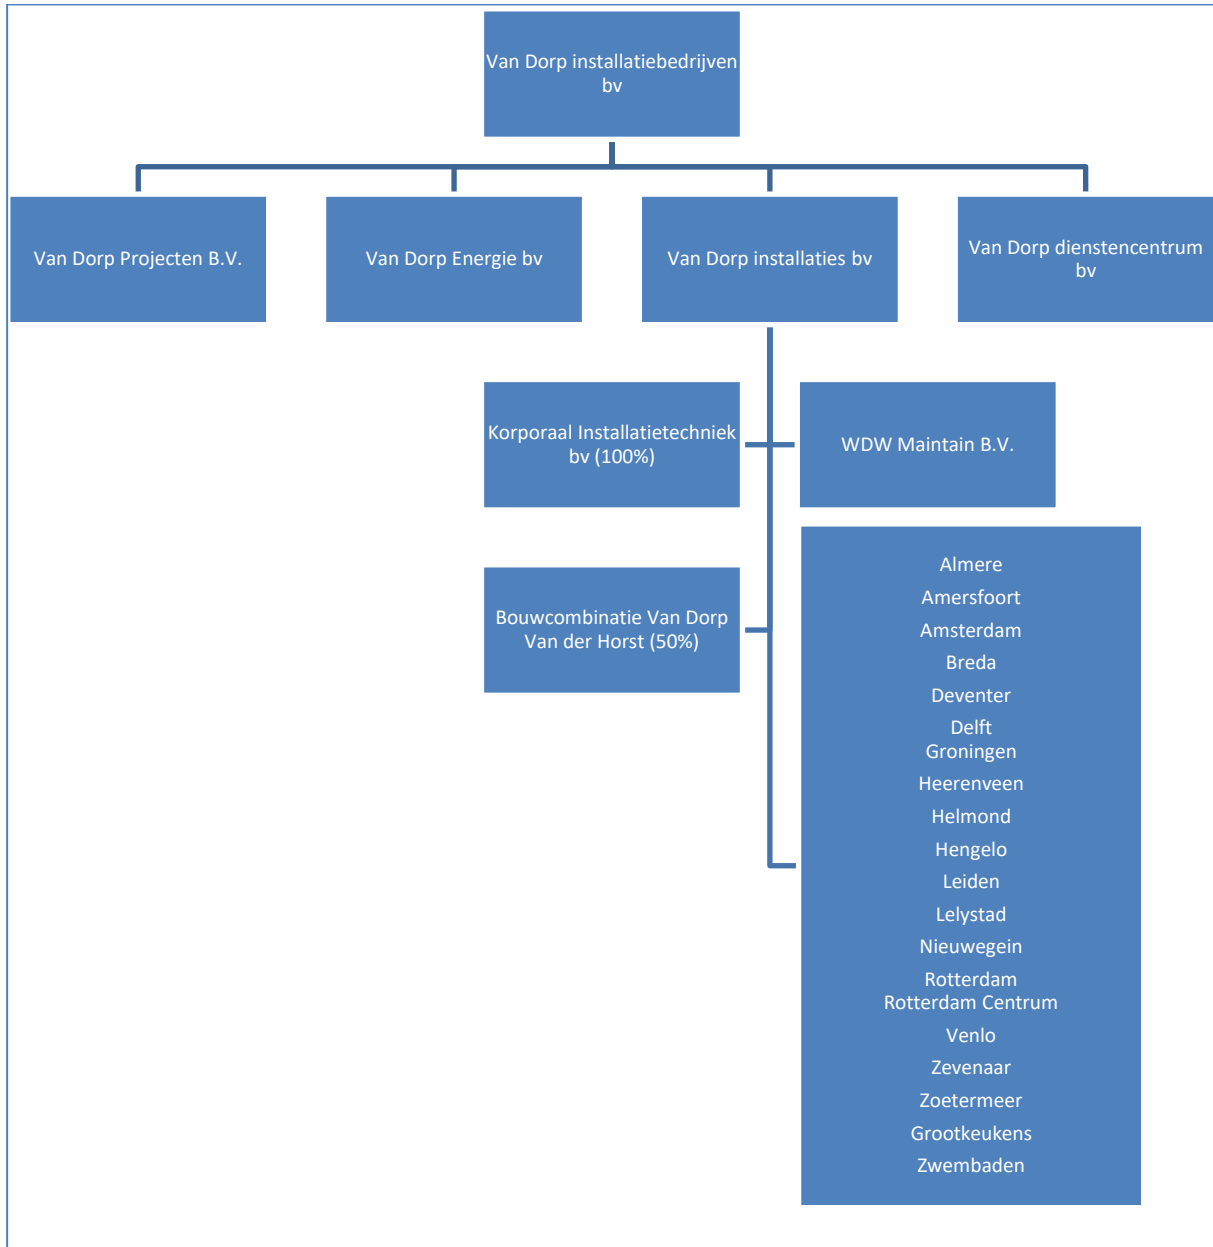 Van Dorp installatiebedrijven
bv
Van Dorp Projecten B.V.
Van Dorp Energie bv
Van Dorp installaties bv
Van Dorp dienstencentrum
bv
Korporaal Installatietechniek
bv (100%)
WDW Maintain B.V.
Bouwcombinatie Van Dorp
Van der Horst (50%)
Almere
Amersfoort
Amsterdam
Breda
Deventer
Delft
Groningen
Heerenveen
Helmond
Hengelo
Leiden
Lelystad
Nieuwegein
Rotterdam
Rotterdam Centrum
Venlo
Zevenaar
Zoetermeer
Grootkeukens
Zwembaden